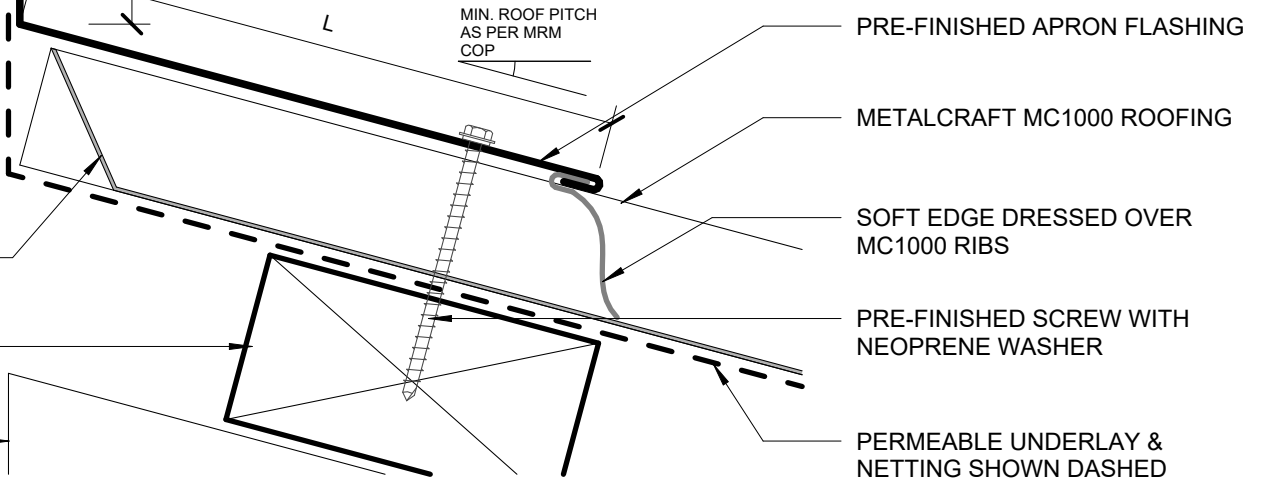 L
MIN. ROOF PITCH
AS PER MRM
COP
PRE-FINISHED APRON FLASHING
METALCRAFT MC1000 ROOFING
SOFT EDGE DRESSED OVER
MC1000 RIBS
PRE-FINISHED SCREW WITH
NEOPRENE WASHER
PERMEABLE UNDERLAY &
NETTING SHOWN DASHED